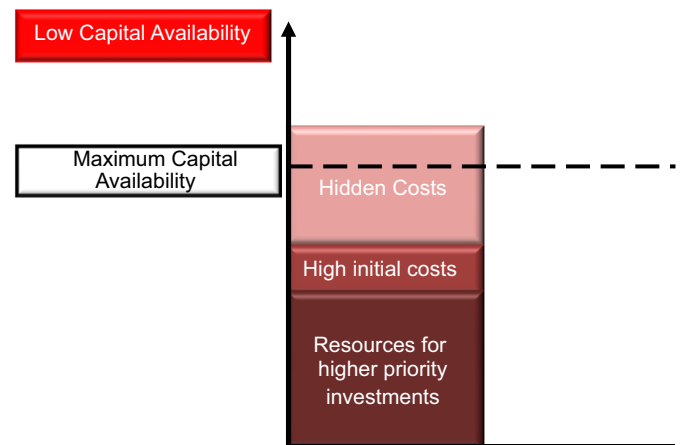 Low Capital Availability
Maximum Capital
Availability
Hidden Costs
High initial costs
Resources for
higher priority
investments